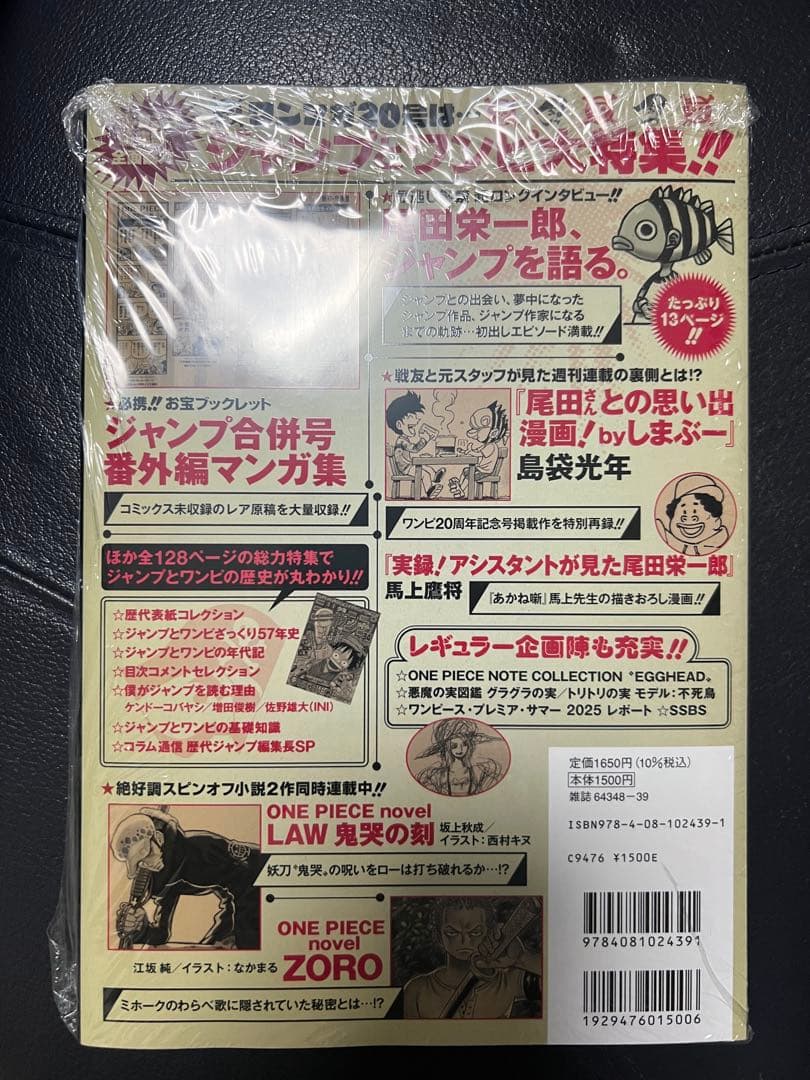 20号は…
全128
ジャンプとワンピ大特集!!
ロングインタビュー!!
尾田栄一郎、
ジャンプを語る。
ジャンプとの出会い、夢中になった
ジャンプ作品、ジャンプ作家になる
までの軌跡…初出しエピソード満載!!
たっぷり
13ページ
!!
ONE PIECE
★必携!! お宝ブックレット
ジャンプ合併号
番外編マンガ集
コミックス未収録のレア原稿を大量収録!!
★戦友と元スタッフが見た週刊連載の裏側とは!?
『尾田さんとの思い出
漫画!byしまぶー』
島袋光年
ワンピ20周年記念号掲載作を特別再録!!
『実録!アシスタントが見た尾田栄一郎』
馬上鷹将
『あかね噺』馬上先生の描きおろし漫画!!
ほか全128ページの総力特集で
ジャンプとワンピの歴史が丸わかり!!
☆歴代表紙コレクション
☆ジャンプとワンピざっくり57年史
☆ジャンプとワンピの年代記
☆目次コメントセレクション
☆僕がジャンプを読む理由
ケンドーコバヤシ/増田俊樹/佐野雄大(INI)
☆ジャンプとワンピの基礎知識
☆コラム通信 歴代ジャンプ編集長SP
レギュラー企画陣も充実!!
☆ONE PIECE NOTE COLLECTION “EGGHEAD”
☆悪魔の実図鑑 グラグラの実/トリトリの実 モデル:不死鳥
☆ワンピース・プレミア・サマー 2025 レポート ☆SSBS
★絶好調スピンオフ小説2作同時連載中!!
ONE PIECE novel
LAW 鬼哭の刻
坂上秋成/
イラスト:西村キヌ
妖刀“鬼哭”の呪いをローは打ち破れるか…!?
ONE PIECE
novel
ZORO
江坂 純/イラスト:なかまる
ミホークのわらべ歌に隠されていた秘密とは…!?
定価1650円(10%税込)
本体1500円
雑誌 64348-39
ISBN978-4-08-102439-1
C9476 ¥1500E
9784081024391
1929476015006